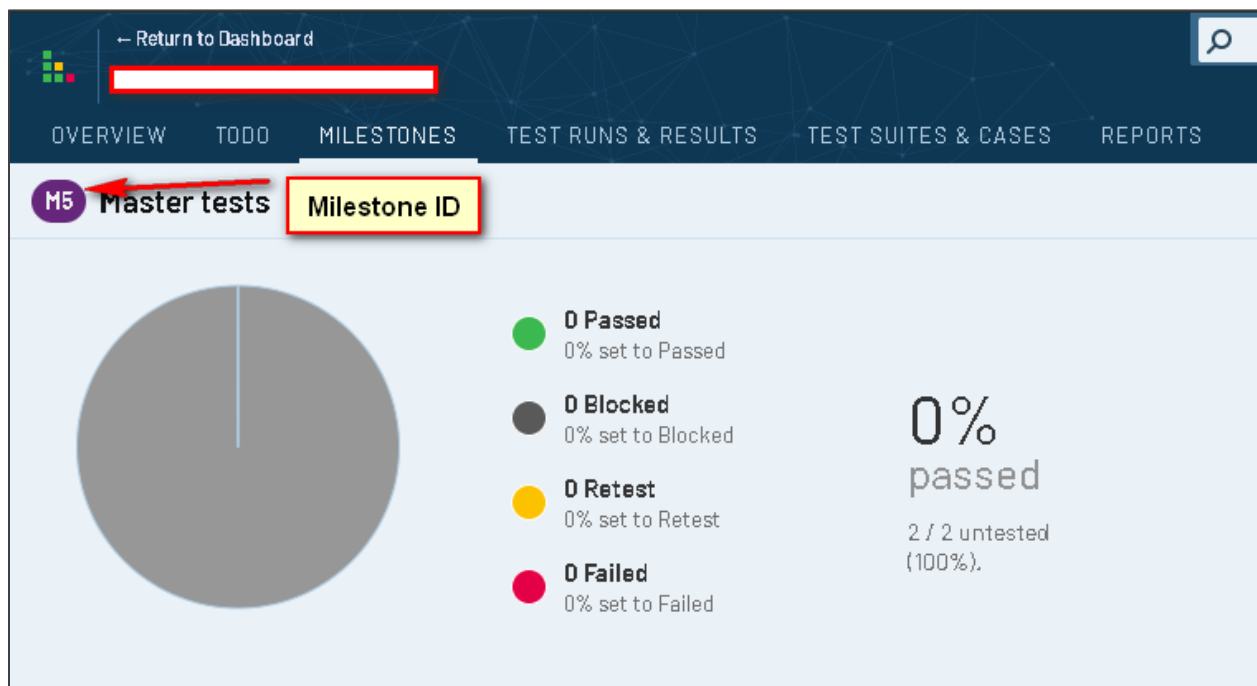 ←Return to Dashboard
OVERVIEW TODO MILESTONES TEST RUNS & RESULTS TEST SUITES & CASES REPORTS
M5 Master tests Milestone ID
0 Passed
0% set to Passed
0 Blocked
0% set to Blocked
0 Retest
0% set to Retest
0 Failed
0% set to Failed
0%
passed
2 / 2 untested
(100%).